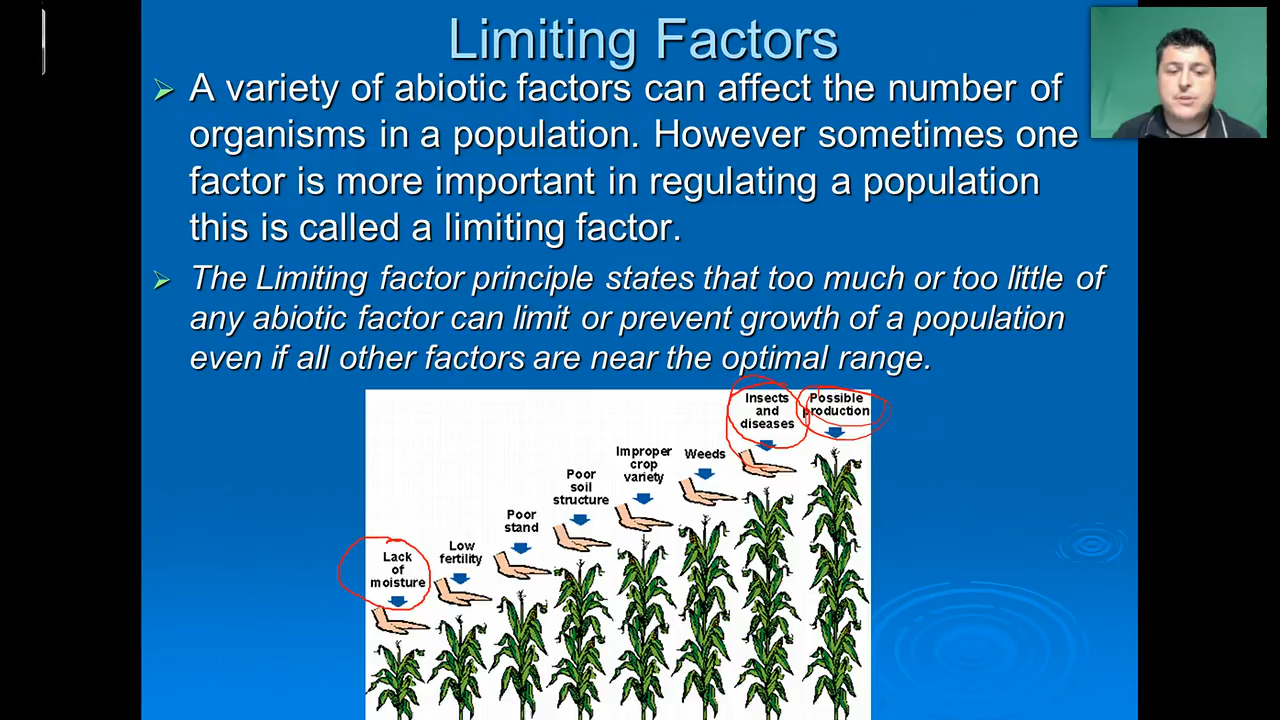 Limiting Factors
A variety of abiotic factors can affect the number of
organisms in a population. However sometimes one
factor is more important in regulating a population
this is called a limiting factor.
The Limiting factor principle states that too much or too little of
any abiotic factor can limit or prevent growth of a population
even if all other factors are near the optimal range.
Lack
of
moisture
Low
fertility
Poor
stand
Poor
soil
structure
Improper
crop
variety
Weeds
Insects
and
diseases
Possible
production